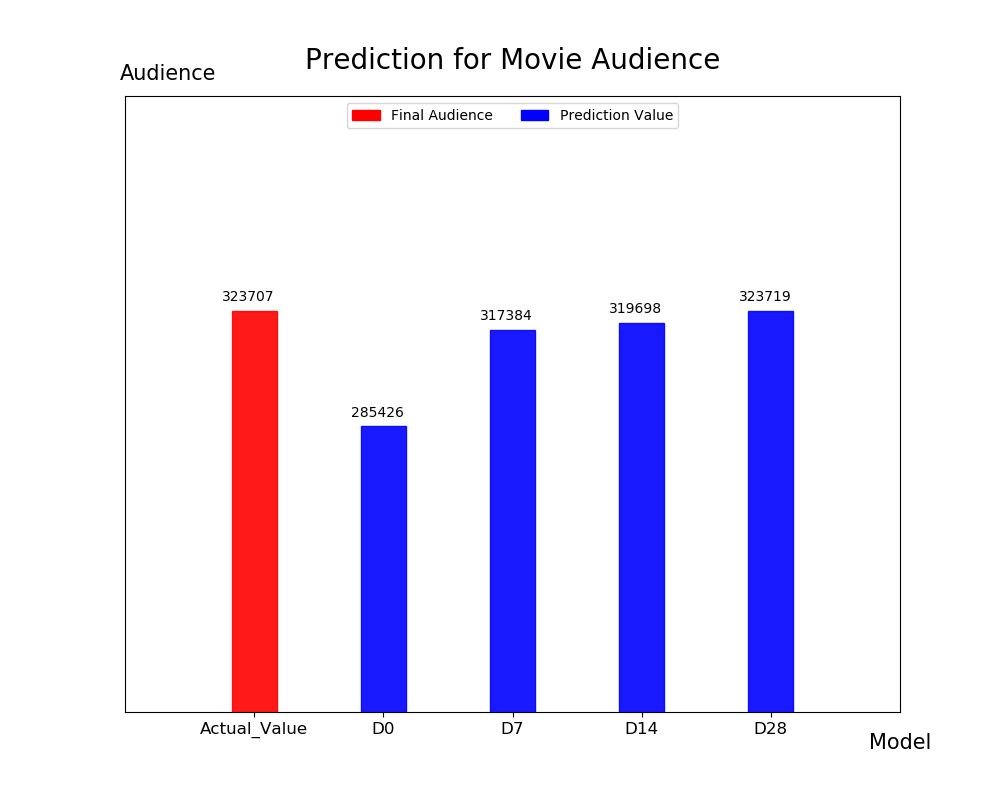 Prediction for Movie Audience
Audience
Final Audience Prediction Value
323707
285426
317384
319698
323719
Actual_Value D0 D7 D14 D28
Model